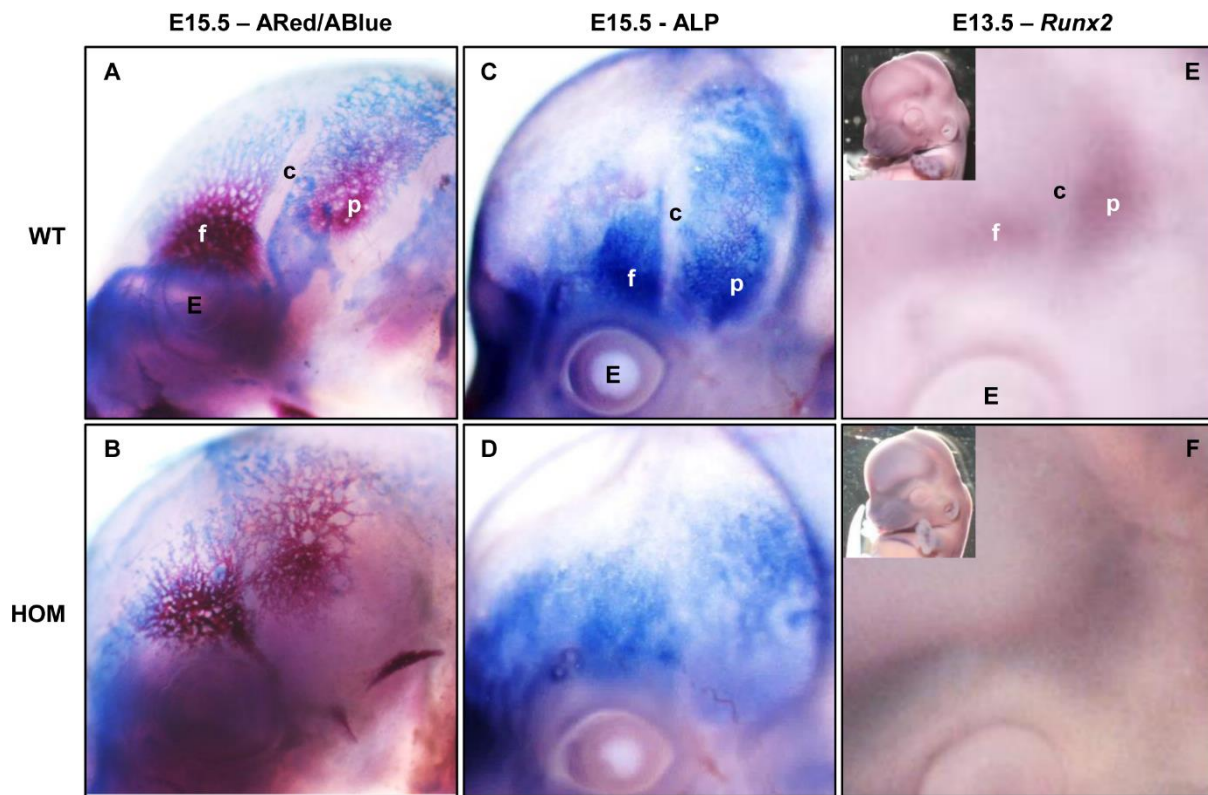 E15.5 – ARed/ABlue E15.5 - ALP E13.5 – Runx2
WT
A
c
p
f
E
C
c
f
p
E
E
c
p
f
E
HOM
B
D
F